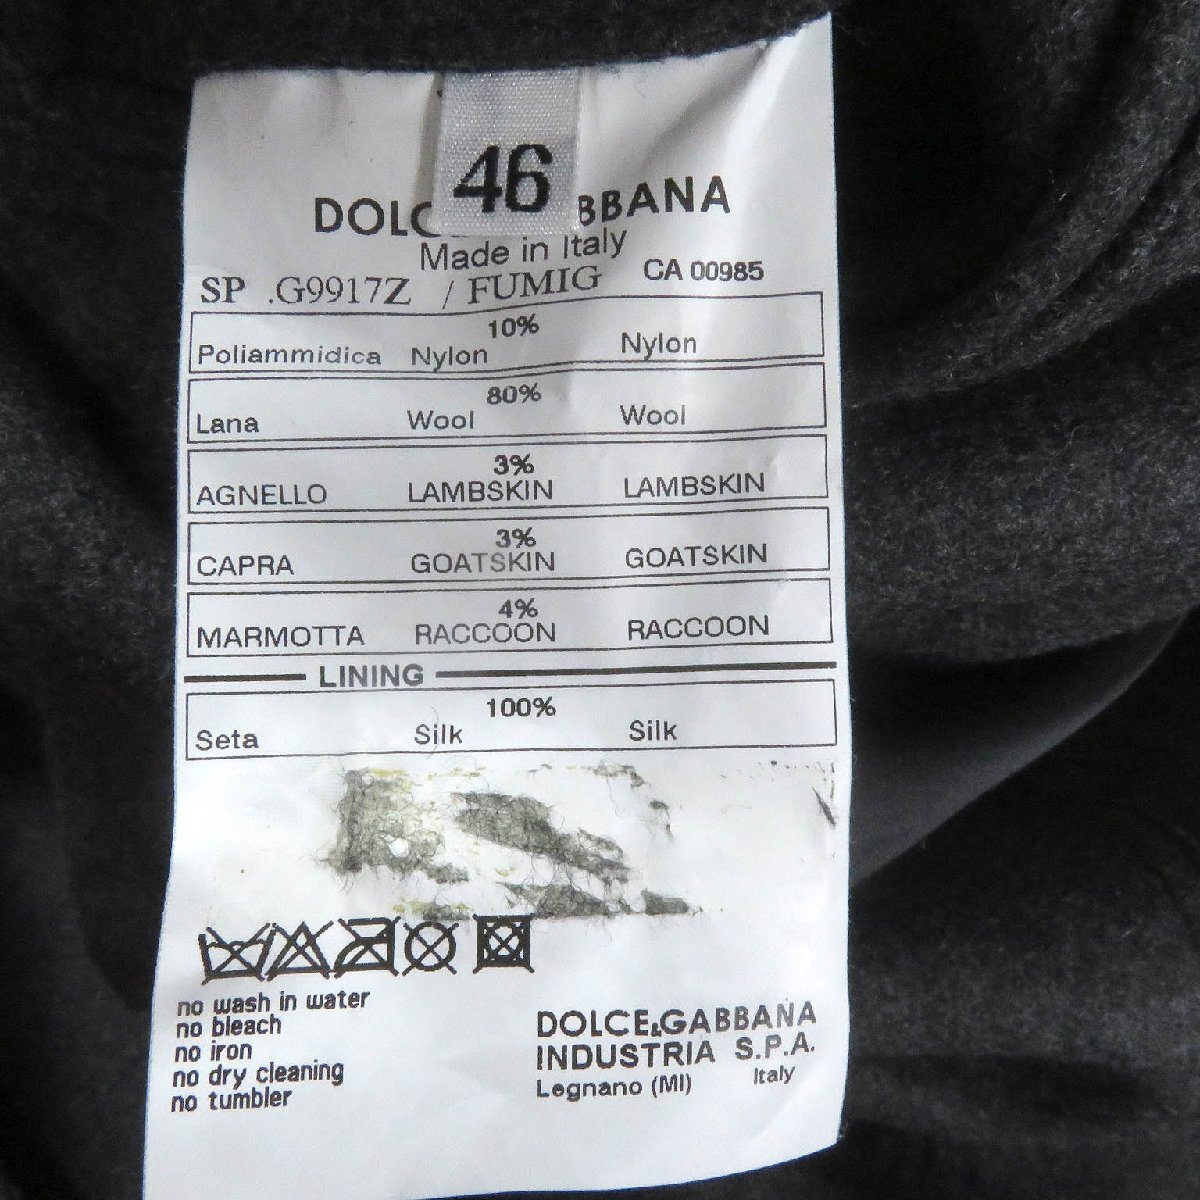 46
DOLC BBANA
Made in Italy
SP .G9917Z / FUMIG CA 00985
10%
Poliammidica Nylon Nylon
80%
Lana Wool Wool
3%
AGNELLO LAMBSKIN LAMBSKIN
3%
CAPRA GOATSKIN GOATSKIN
4%
MARMOTTA RACCOON RACCOON
LINING
100%
Seta Silk Silk
no wash in water
no bleach
no iron
no dry cleaning
no tumbler
DOLCE&GABBANA
INDUSTRIA S.P.A.
Legnano (MI) Italy